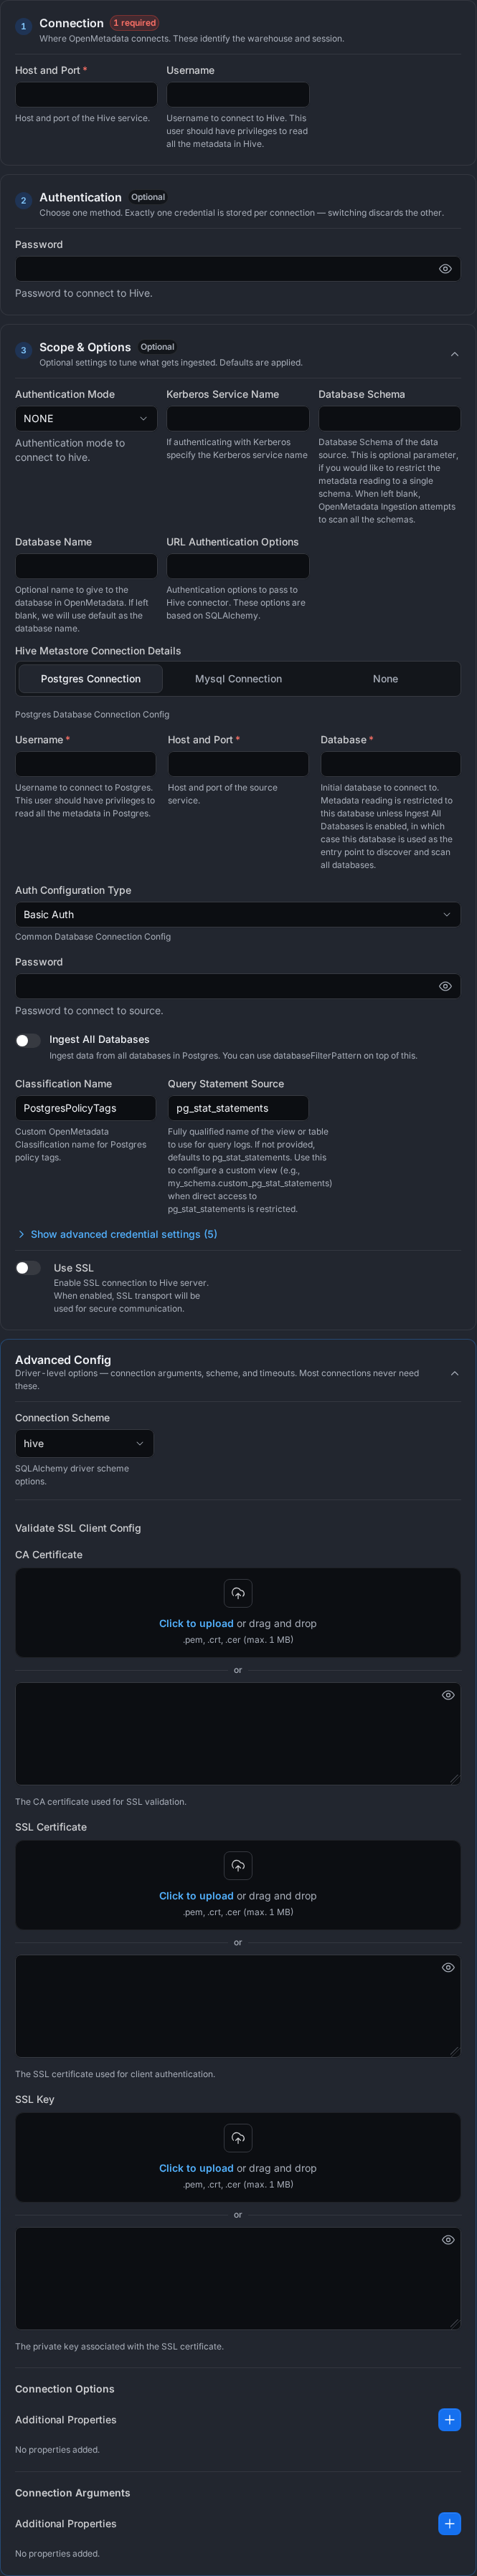 1 Connection 1 required
Where OpenMetadata connects. These identify the warehouse and session.
Host and Port * Username
Host and port of the Hive service. Username to connect to Hive. This
user should have privileges to read
all the metadata in Hive.
2 Authentication Optional
Choose one method. Exactly one credential is stored per connection — switching discards the other.
Password
Password to connect to Hive.
3 Scope & Options Optional
Optional settings to tune what gets ingested. Defaults are applied.
Authentication Mode Kerberos Service Name Database Schema
NONE
Authentication mode to
connect to hive.
If authenticating with Kerberos
specify the Kerberos service name
Database Schema of the data
source. This is optional parameter,
if you would like to restrict the
metadata reading to a single
schema. When left blank,
OpenMetadata Ingestion attempts
to scan all the schemas.
Database Name URL Authentication Options
Optional name to give to the
database in OpenMetadata. If left
blank, we will use default as the
database name.
Authentication options to pass to
Hive connector. These options are
based on SQLAlchemy.
Hive Metastore Connection Details
Postgres Connection Mysql Connection None
Postgres Database Connection Config
Username * Host and Port * Database *
Username to connect to Postgres.
This user should have privileges to
read all the metadata in Postgres.
Host and port of the source
service.
Initial database to connect to.
Metadata reading is restricted to
this database unless Ingest All
Databases is enabled, in which
case this database is used as the
entry point to discover and scan
all databases.
Auth Configuration Type
Basic Auth
Common Database Connection Config
Password
Password to connect to source.
Ingest All Databases
Ingest data from all databases in Postgres. You can use databaseFilterPattern on top of this.
Classification Name Query Statement Source
PostgresPolicyTags pg_stat_statements
Custom OpenMetadata
Classification name for Postgres
policy tags.
Fully qualified name of the view or table
to use for query logs. If not provided,
defaults to pg_stat_statements. Use this
to configure a custom view (e.g.,
my_schema.custom_pg_stat_statements)
when direct access to
pg_stat_statements is restricted.
Show advanced credential settings (5)
Use SSL
Enable SSL connection to Hive server.
When enabled, SSL transport will be
used for secure communication.
Advanced Config
Driver-level options — connection arguments, scheme, and timeouts. Most connections never need
these.
Connection Scheme
hive
SQLAlchemy driver scheme
options.
Validate SSL Client Config
CA Certificate
Click to upload or drag and drop
.pem, .crt, .cer (max. 1 MB)
or
The CA certificate used for SSL validation.
SSL Certificate
Click to upload or drag and drop
.pem, .crt, .cer (max. 1 MB)
or
The SSL certificate used for client authentication.
SSL Key
Click to upload or drag and drop
.pem, .crt, .cer (max. 1 MB)
or
The private key associated with the SSL certificate.
Connection Options
Additional Properties
No properties added.
Connection Arguments
Additional Properties
No properties added.